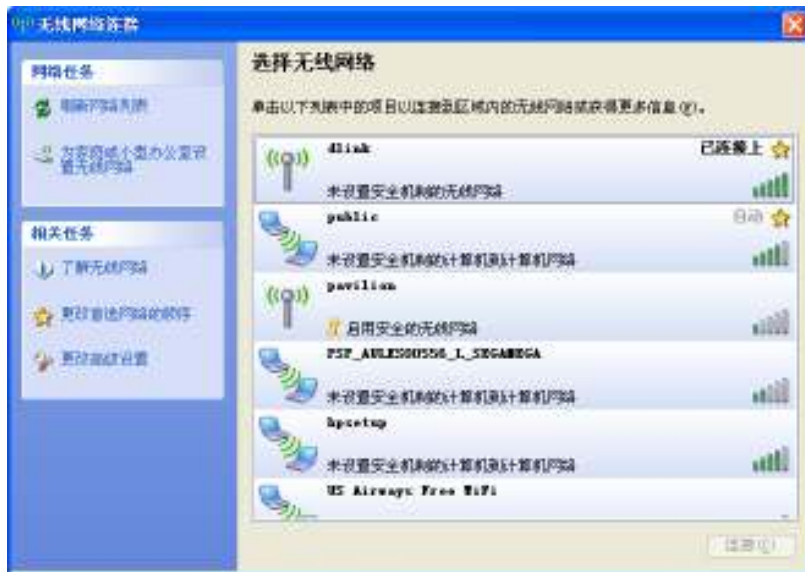 无线网络连接
网络任务
刷新网络列表
为家庭或小型办公室设
置无线网络
相关任务
了解无线网络
更改首选网络的顺序
更改高级设置
选择无线网络
单击以下列表中的项目以连接到区域内的无线网络或获得更多信息(W)。
dlink
已连接上
未设置安全机制的无线网络
public
自动
未设置安全机制的计算机到计算机网络
pavilion
启用安全的无线网络
未设置安全机制的计算机到计算机网络
hpsetup
未设置安全机制的计算机到计算机网络
US Airways Free WiFi
连接(C)